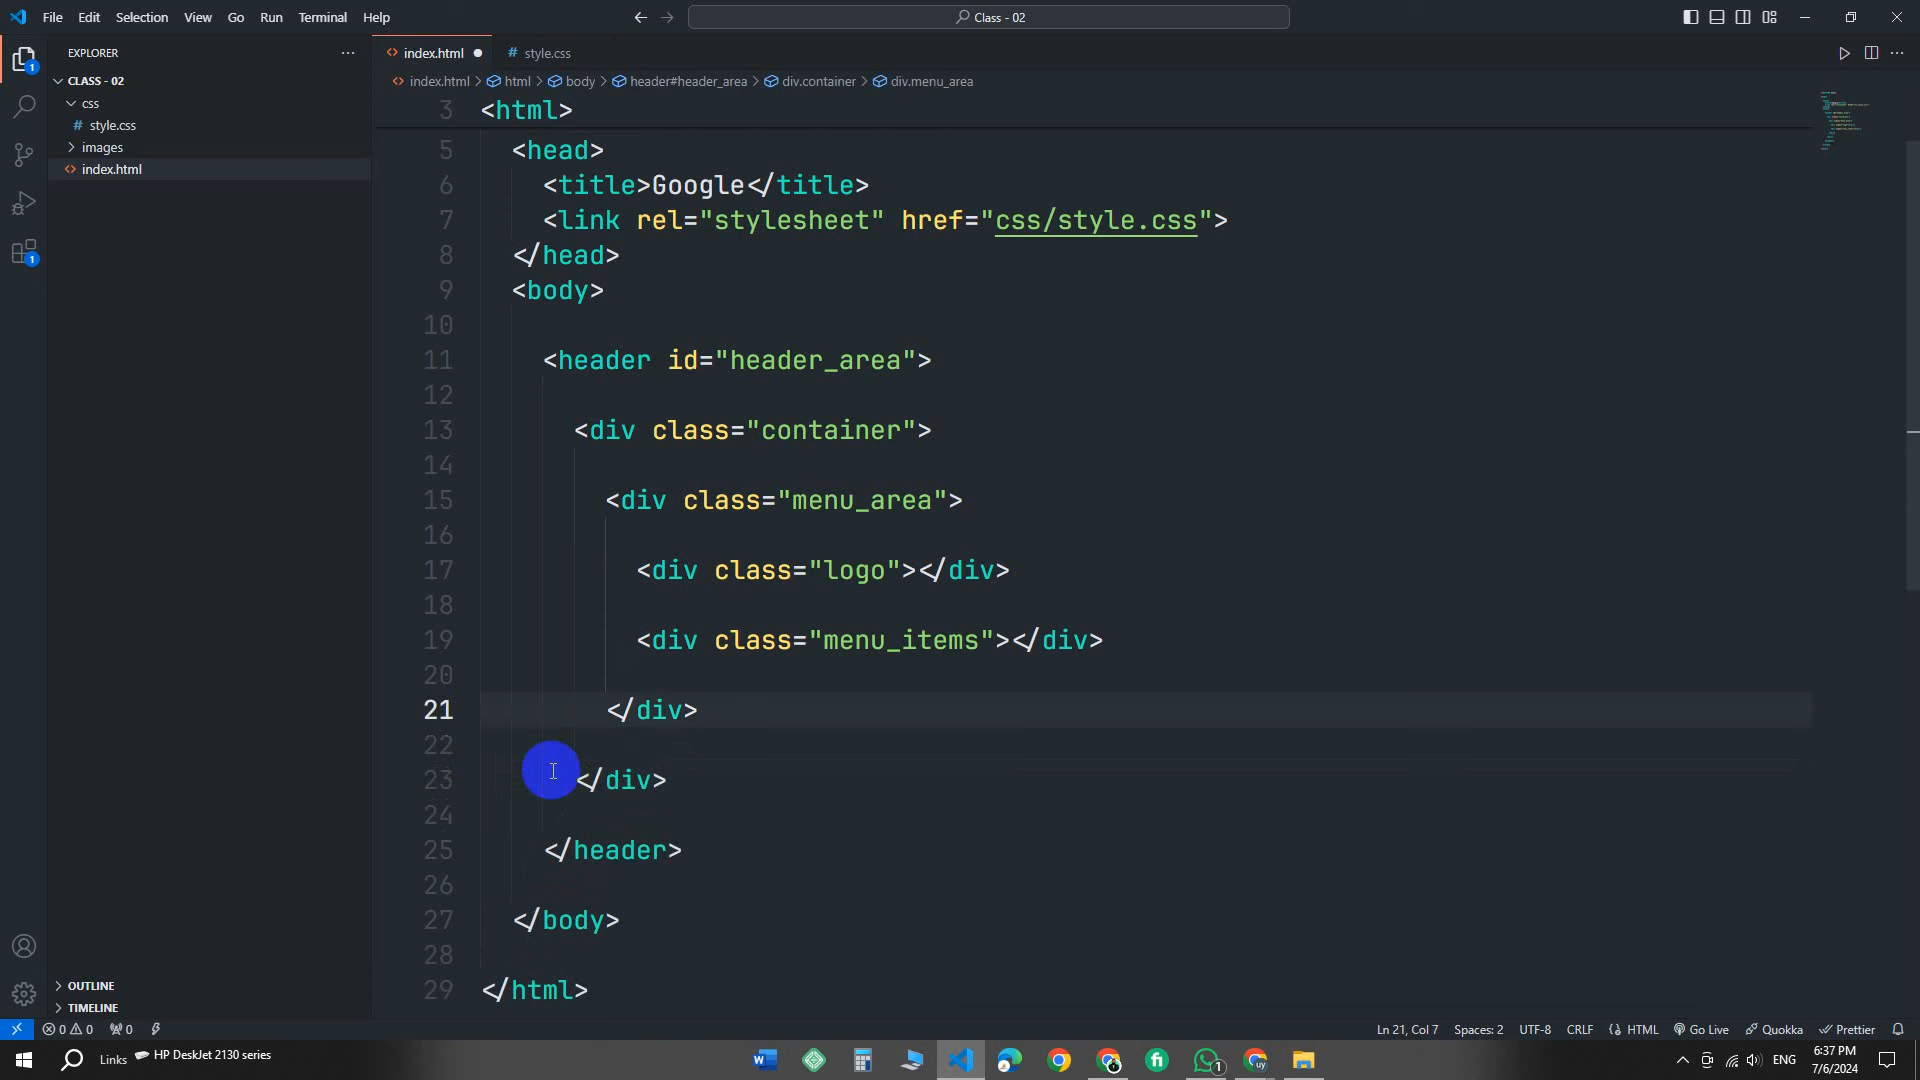 File Edit Selection View Go Run Terminal Help
Class - 02
EXPLORER
index.html
style.css
CLASS - 02
index.html > html > body > header#header_area > div.container > div.menu_area
css
style.css
images
index.html
3 <html>
5 <head>
6 <title>Google</title>
7 <link rel="stylesheet" href="css/style.css">
8 </head>
9 <body>
10
11 <header id="header_area">
12
13 <div class="container">
14
15 <div class="menu_area">
16
17 <div class="logo"></div>
18
19 <div class="menu_items"></div>
20
21 </div>
22
23 </div>
24
25 </header>
26
27 </body>
28
29 </html>
1
1
OUTLINE
TIMELINE
0 0 0
Ln 21, Col 7 Spaces: 2 UTF-8 CRLF HTML Go Live Quokka Prettier
Links HP DeskJet 2130 series
1
uy
ENG
6:37 PM
7/6/2024